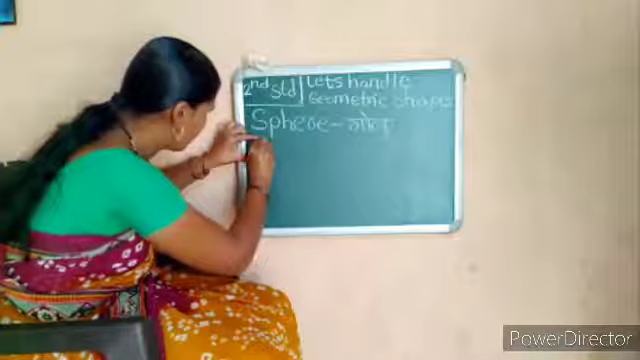 2nd Std
Lets handle
Geometric shapes
Sphere - गोल
PowerDirector